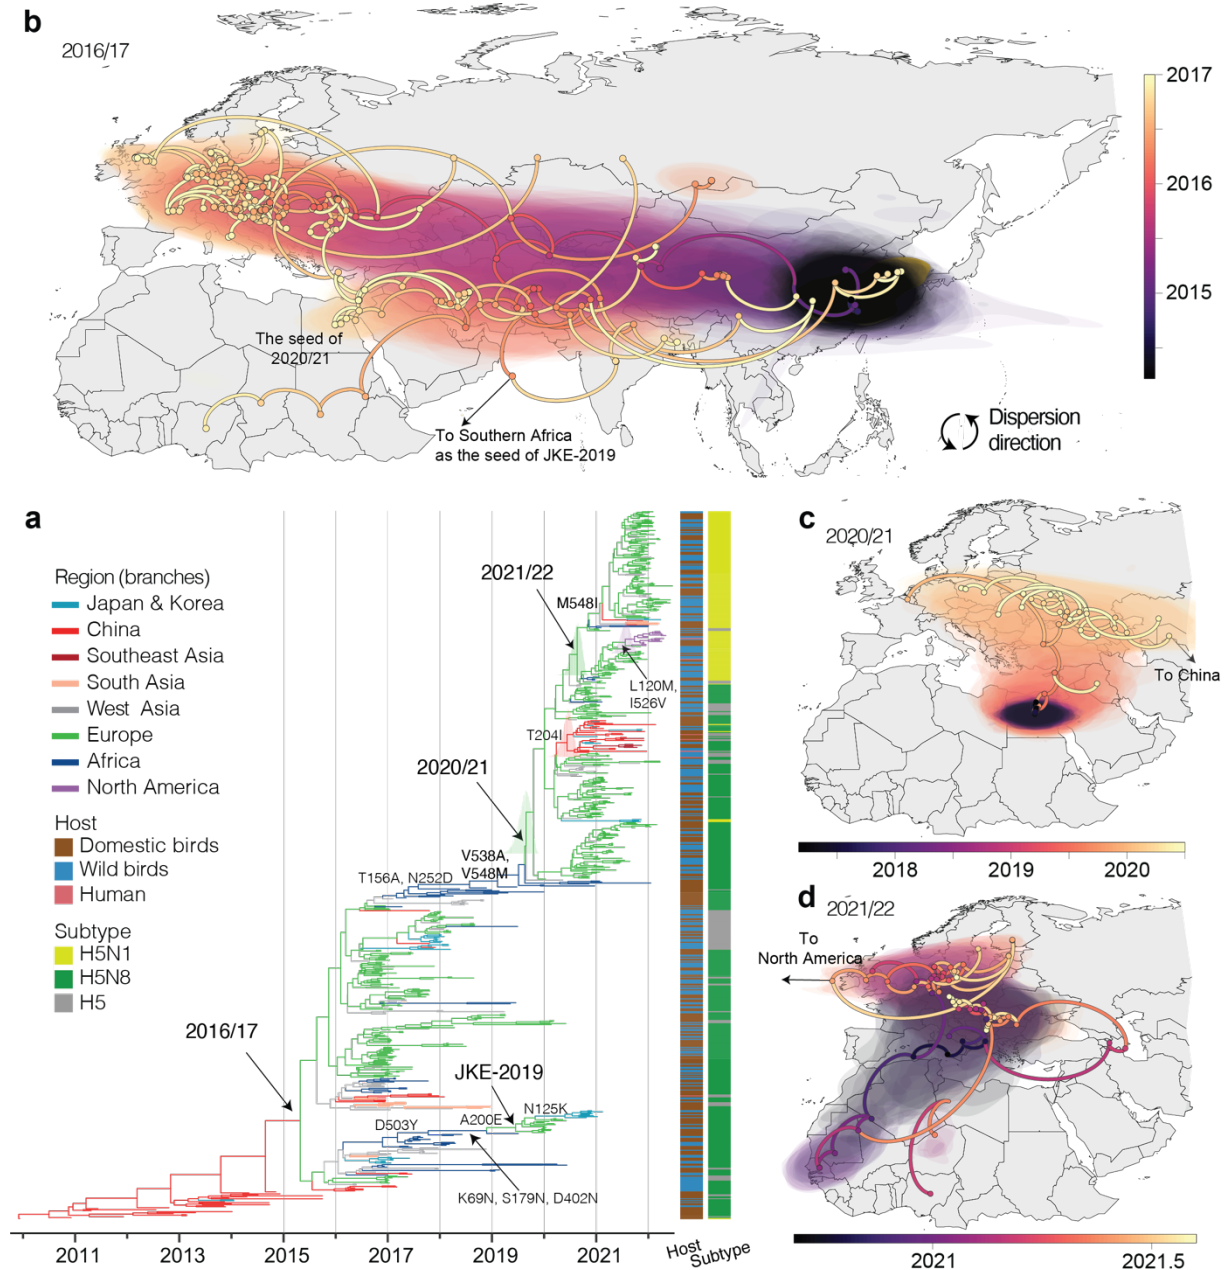 b
2016/17
2017
2016
2015
The seed of
2020/21
To Southern Africa
as the seed of JKE-2019
Dispersion
direction
a
Region (branches)
Japan & Korea
China
Southeast Asia
South Asia
West Asia
Europe
Africa
North America
Host
Domestic birds
Wild birds
Human
Subtype
H5N1
H5N8
H5
2021/22
M548I
L120M,
I526V
T204I
2020/21
V538A,
V548M
T156A, N252D
2016/17
JKE-2019
N125K
A200E
D503Y
K69N, S179N, D402N
2011
2013
2015
2017
2019
2021
Host
Subtype
c
2020/21
To China
2018
2019
2020
d
2021/22
To
North America
2021
2021.5